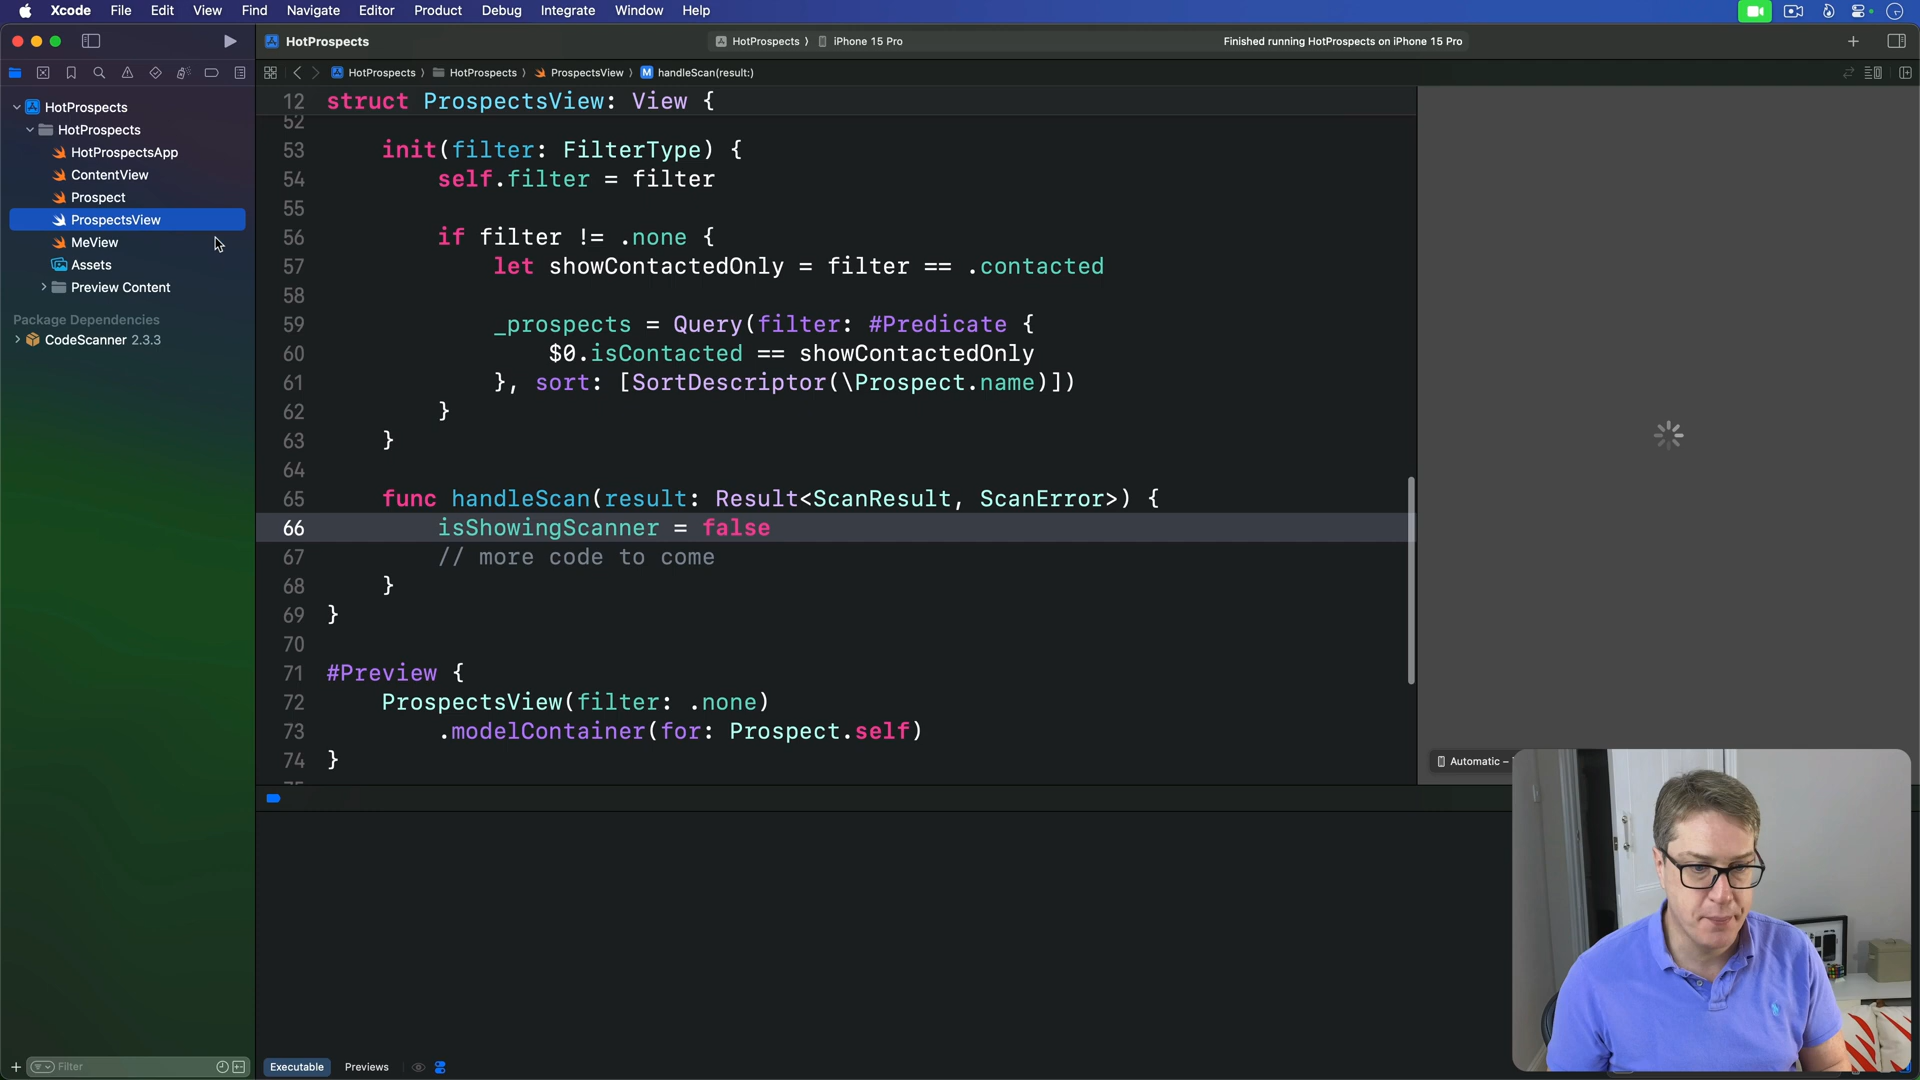 Xcode File Edit View Find Navigate Editor Product Debug Integrate Window Help
HotProspects
HotProspects ⟩ iPhone 15 Pro
Finished running HotProspects on iPhone 15 Pro
HotProspects ⟩ HotProspects ⟩ ProspectsView ⟩ M handleScan(result:)
HotProspects
HotProspects
HotProspectsApp
ContentView
Prospect
ProspectsView
MeView
Assets
Preview Content
Package Dependencies
CodeScanner 2.3.3
12 struct ProspectsView: View {
52
53 init(filter: FilterType) {
54 self.filter = filter
55
56 if filter != .none {
57 let showContactedOnly = filter == .contacted
58
59 _prospects = Query(filter: #Predicate {
60 $0.isContacted == showContactedOnly
61 }, sort: [SortDescriptor(\Prospect.name)])
62 }
63 }
64
65 func handleScan(result: Result<ScanResult, ScanError>) {
66 isShowingScanner = false
67 // more code to come
68 }
69 }
70
71 #Preview {
72 ProspectsView(filter: .none)
73 .modelContainer(for: Prospect.self)
74 }
Automatic –
Filter
Executable Previews